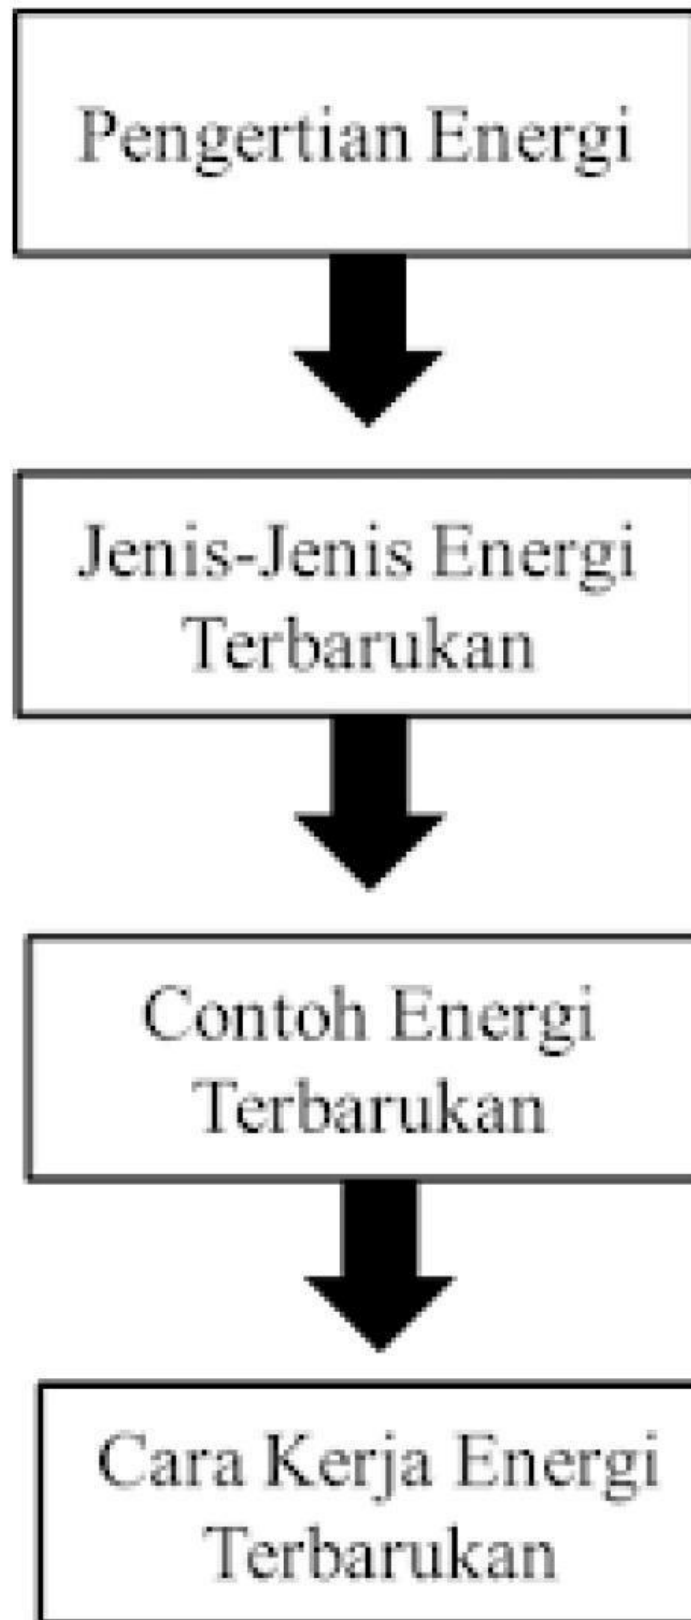 Pengertian Energi
Jenis-Jenis Energi
Terbarukan
Contoh Energi
Terbarukan
Cara Kerja Energi
Terbarukan